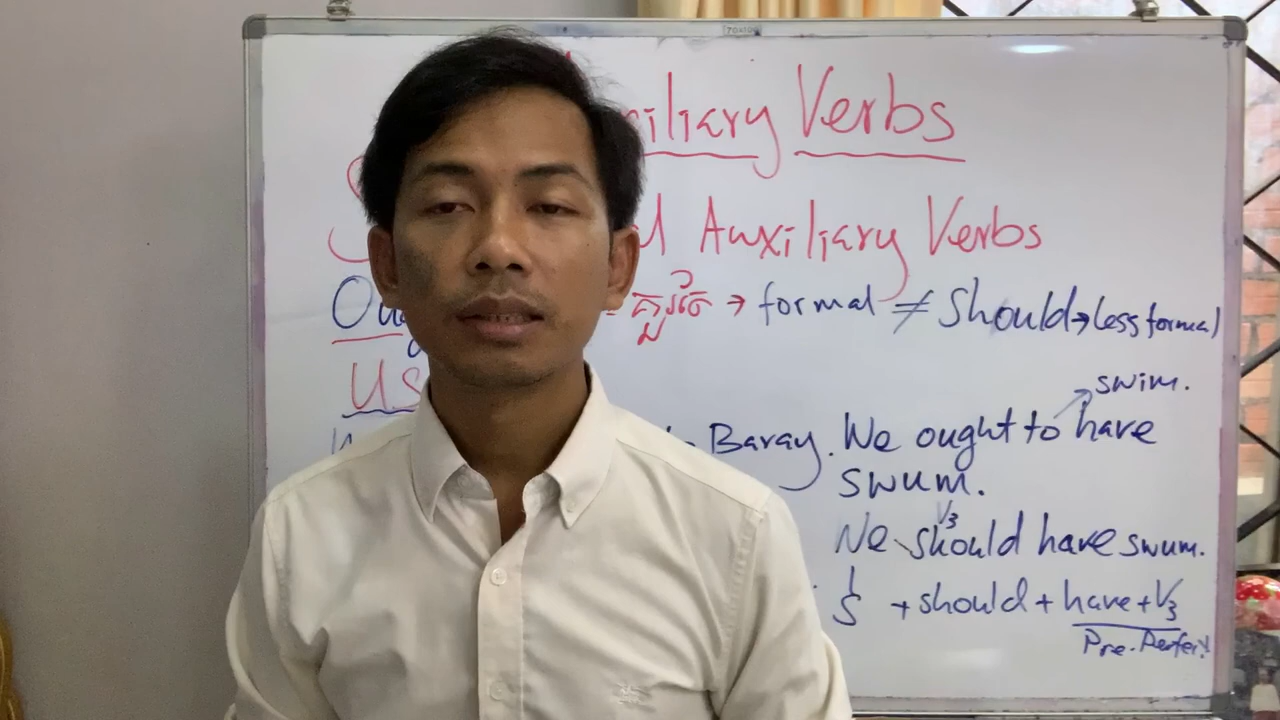 Verbs
Auxiliary Verbs
គួរតែ → formal ≠ Should → less formal
swim.
Baray. We ought to have
swum.
V3
We should have swum.
S + should + have + V3
Pre. Perfect